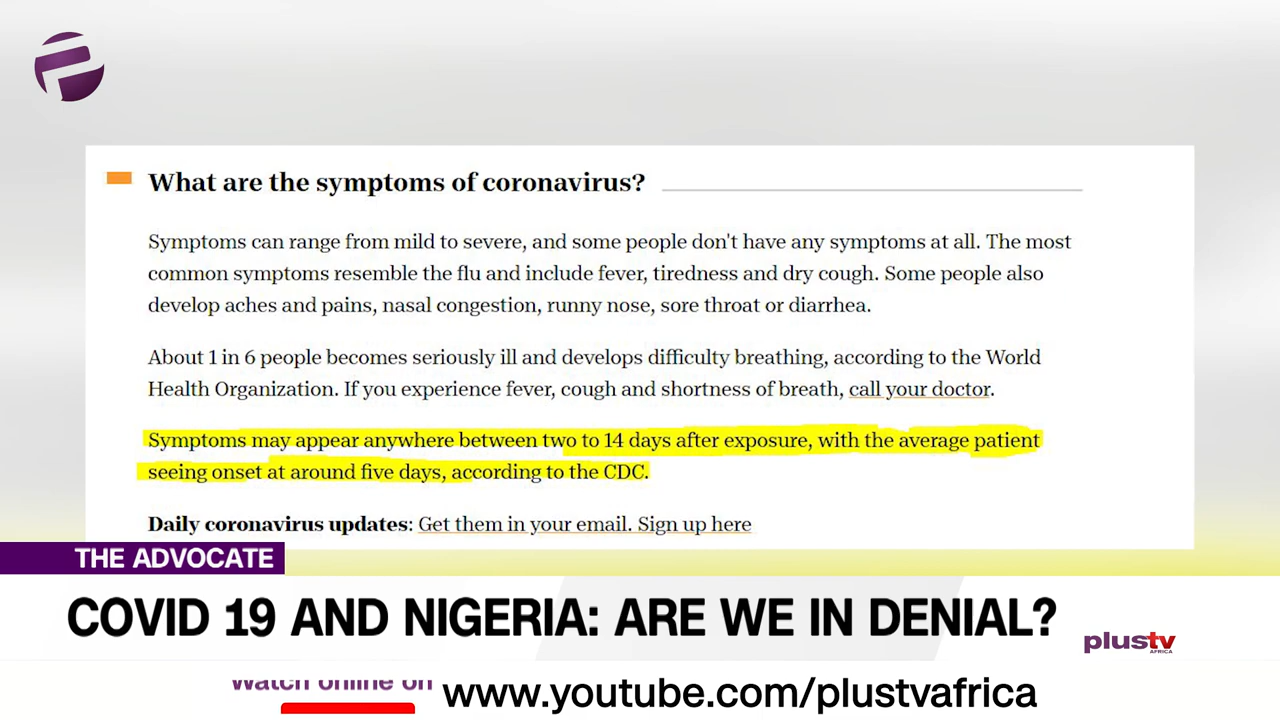 What are the symptoms of coronavirus?
Symptoms can range from mild to severe, and some people don't have any symptoms at all. The most
common symptoms resemble the flu and include fever, tiredness and dry cough. Some people also
develop aches and pains, nasal congestion, runny nose, sore throat or diarrhea.
About 1 in 6 people becomes seriously ill and develops difficulty breathing, according to the World
Health Organization. If you experience fever, cough and shortness of breath, call your doctor.
Symptoms may appear anywhere between two to 14 days after exposure, with the average patient
seeing onset at around five days, according to the CDC.
Daily coronavirus updates: Get them in your email. Sign up here
THE ADVOCATE
COVID 19 AND NIGERIA: ARE WE IN DENIAL?
plustv
AFRICA
Watch online on www.youtube.com/plustvafrica